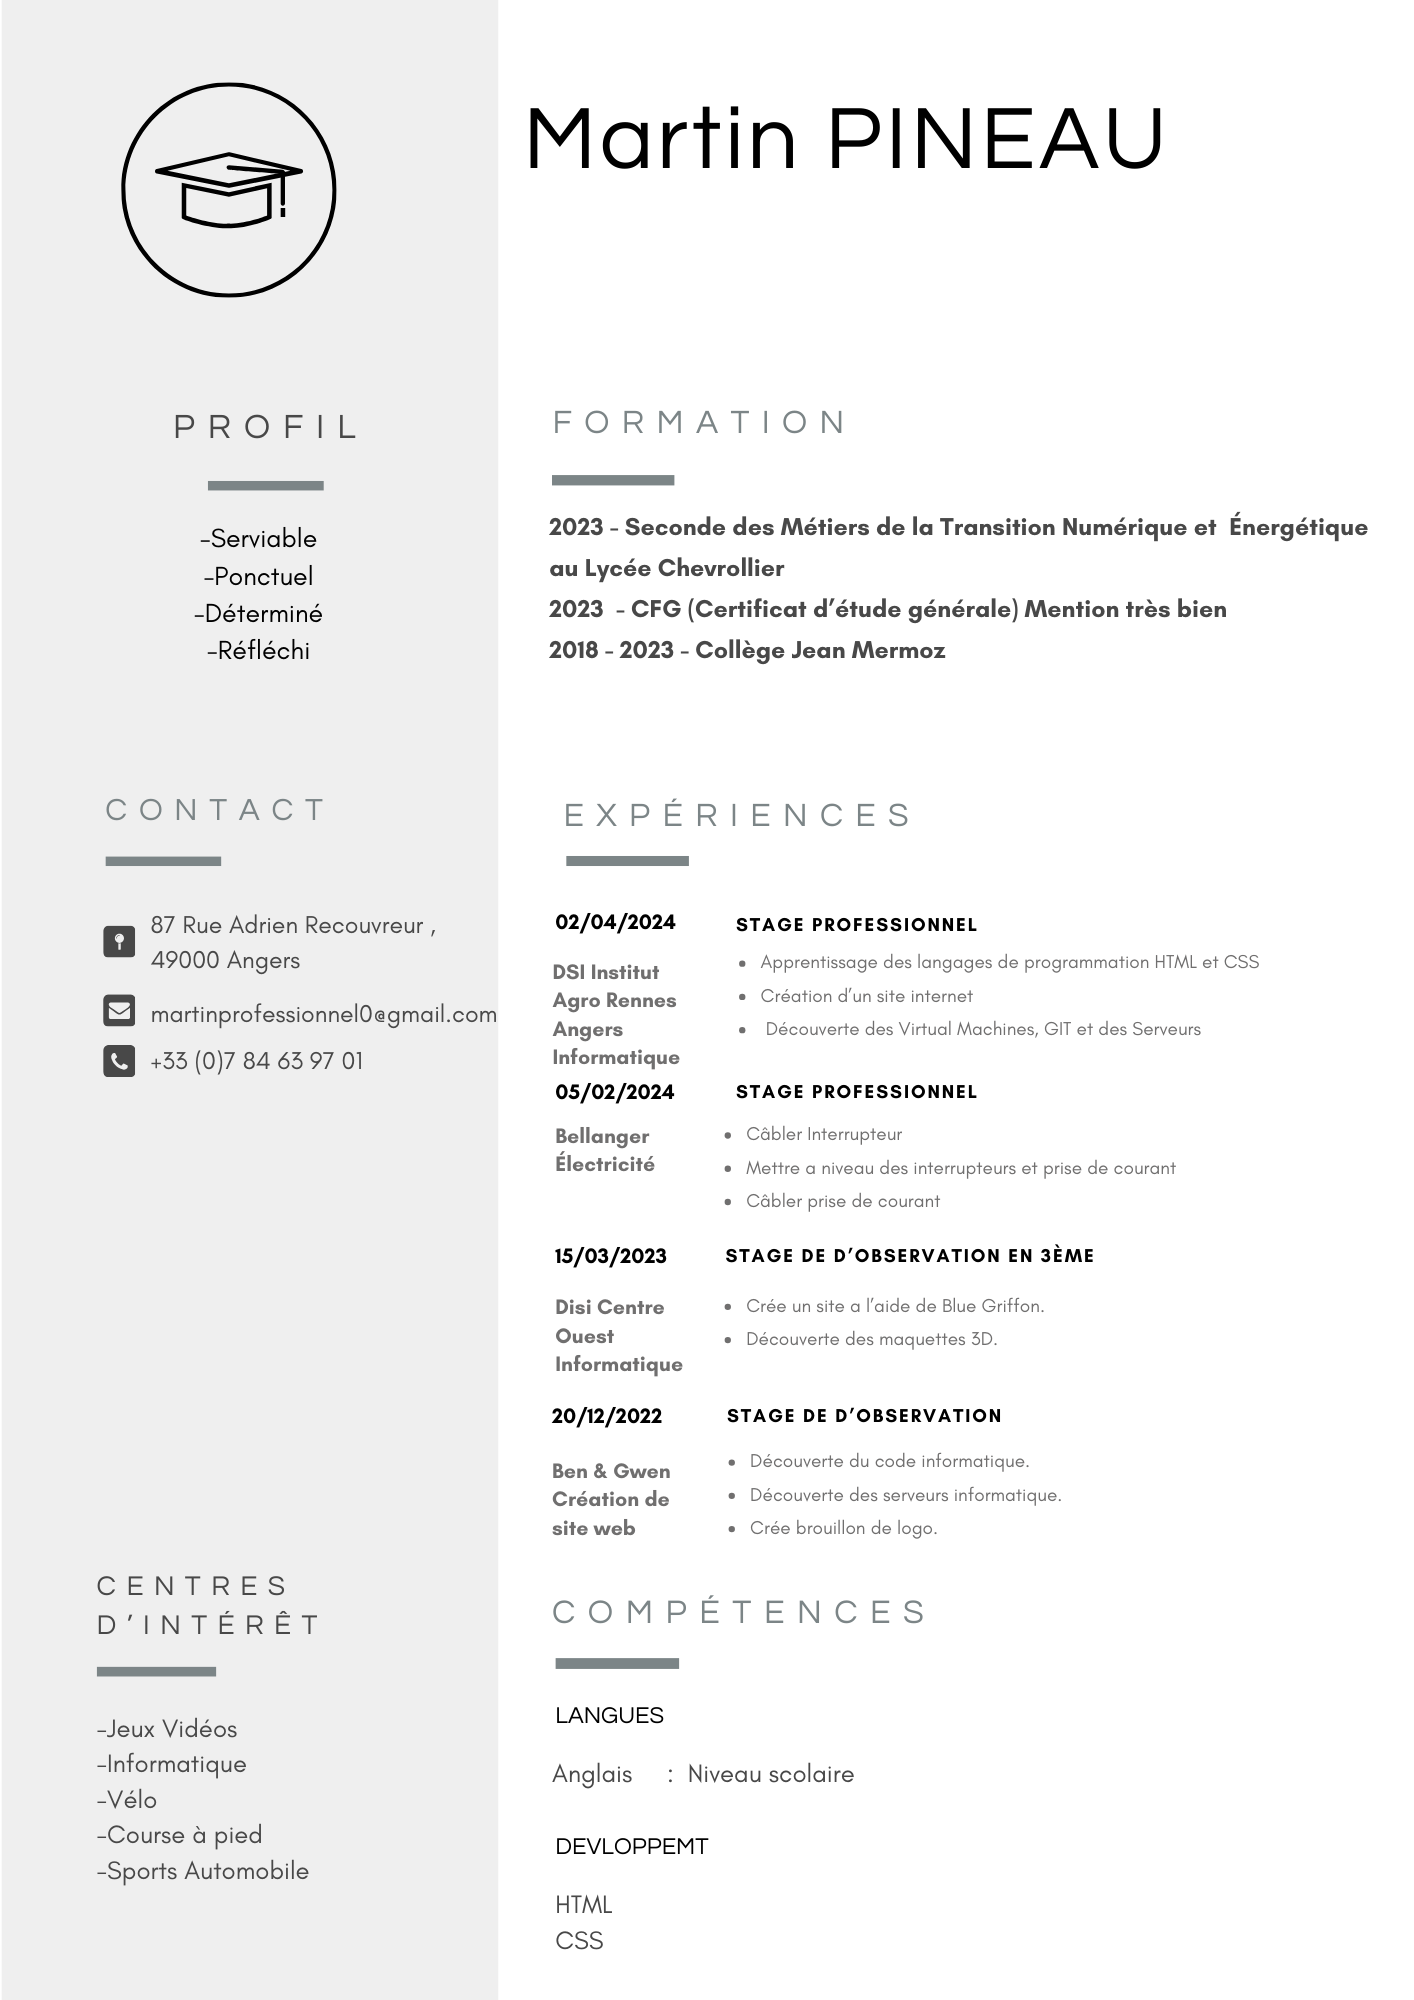 Martin PINEAU
PROFIL
-Serviable
-Ponctuel
-Déterminé
-Réfléchi
CONTACT
87 Rue Adrien Recouvreur ,
49000 Angers
martinprofessionnel0@gmail.com
+33 (0)7 84 63 97 01
CENTRES
D’INTÉRÊT
-Jeux Vidéos
-Informatique
-Vélo
-Course à pied
-Sports Automobile
FORMATION
2023 - Seconde des Métiers de la Transition Numérique et  Énergétique
au Lycée Chevrollier
2023  - CFG (Certificat d’étude générale) Mention très bien
2018 - 2023 - Collège Jean Mermoz
EXPÉRIENCES
02/04/2024
DSI Institut
Agro Rennes
Angers
Informatique
STAGE PROFESSIONNEL
• Apprentissage des langages de programmation HTML et CSS
• Création d’un site internet
• Découverte des Virtual Machines, GIT et des Serveurs
05/02/2024
Bellanger
Électricité
STAGE PROFESSIONNEL
• Câbler Interrupteur
• Mettre a niveau des interrupteurs et prise de courant
• Câbler prise de courant
15/03/2023
Disi Centre
Ouest
Informatique
STAGE DE D’OBSERVATION EN 3ÈME
• Crée un site a l’aide de Blue Griffon.
• Découverte des maquettes 3D.
20/12/2022
Ben & Gwen
Création de
site web
STAGE DE D’OBSERVATION
• Découverte du code informatique.
• Découverte des serveurs informatique.
• Crée brouillon de logo.
COMPÉTENCES
LANGUES
Anglais : Niveau scolaire
DEVLOPPEMT
HTML
CSS